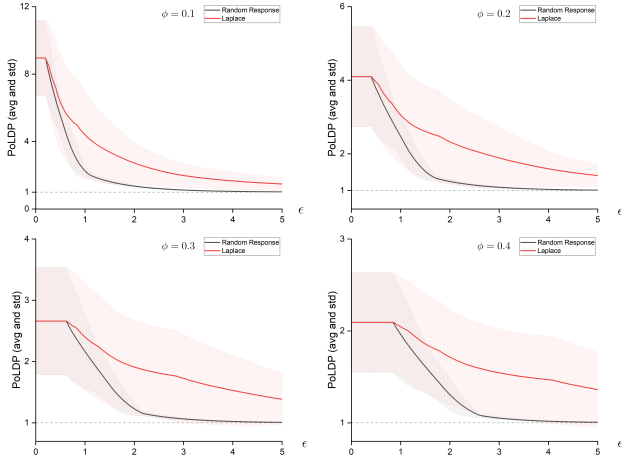 12
8
4
1
0
0
1
2
3
4
5
ϵ
PoLDP (avg and std)
ϕ = 0.1
Random Response
Laplace
6
4
2
1
0
1
2
3
4
5
ϵ
PoLDP (avg and std)
ϕ = 0.2
Random Response
Laplace
4
3
2
1
0
1
2
3
4
5
ϵ
PoLDP (avg and std)
ϕ = 0.3
Random Response
Laplace
3
2
1
0
1
2
3
4
5
ϵ
PoLDP (avg and std)
ϕ = 0.4
Random Response
Laplace